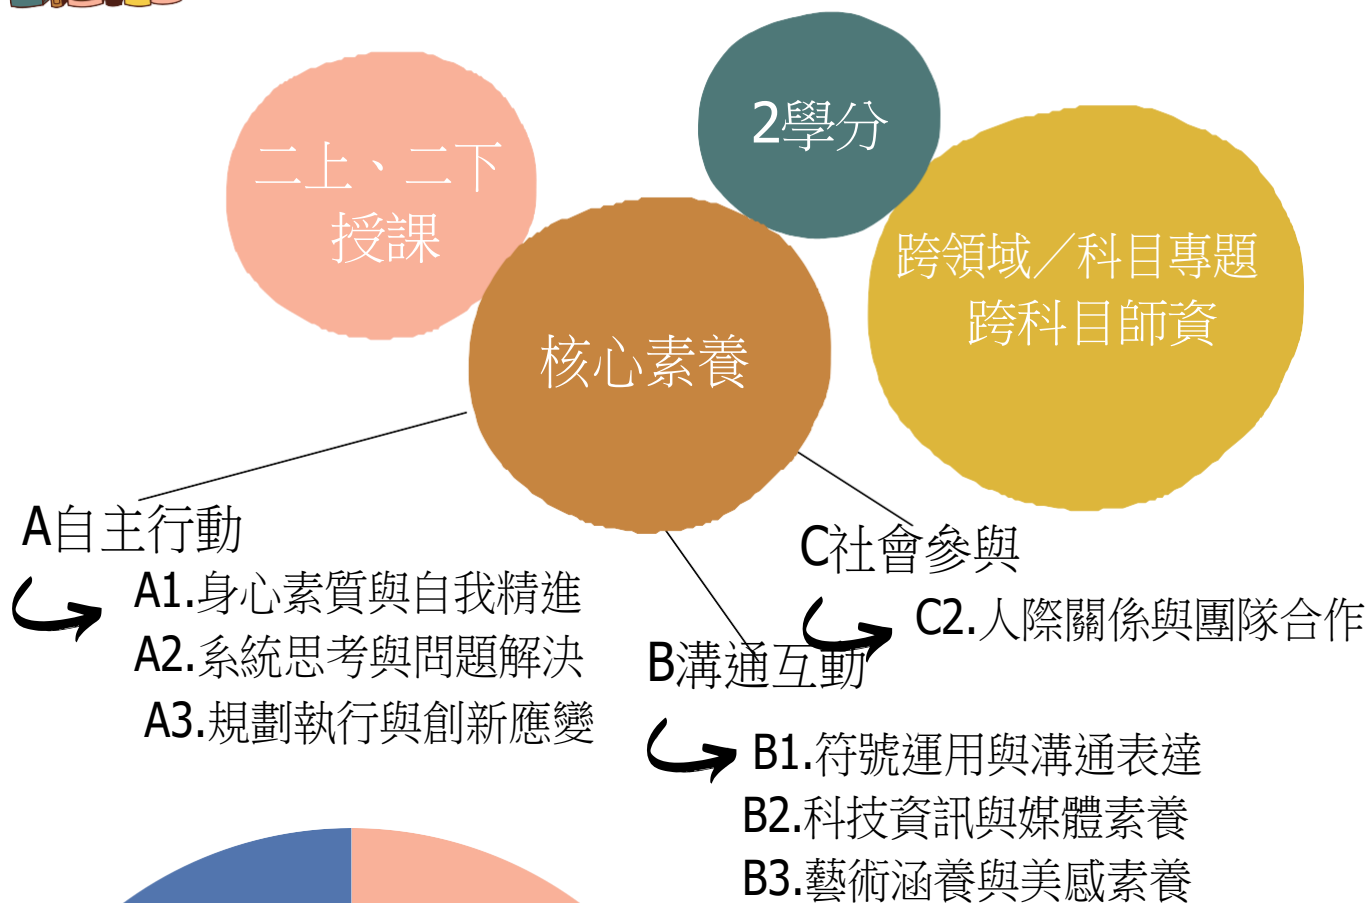 二上、二下
授課
2學分
跨領域／科目專題
跨科目師資
核心素養
A自主行動
A1.身心素質與自我精進
A2.系統思考與問題解決
A3.規劃執行與創新應變
B溝通互動
B1.符號運用與溝通表達
B2.科技資訊與媒體素養
B3.藝術涵養與美感素養
C社會參與
C2.人際關係與團隊合作